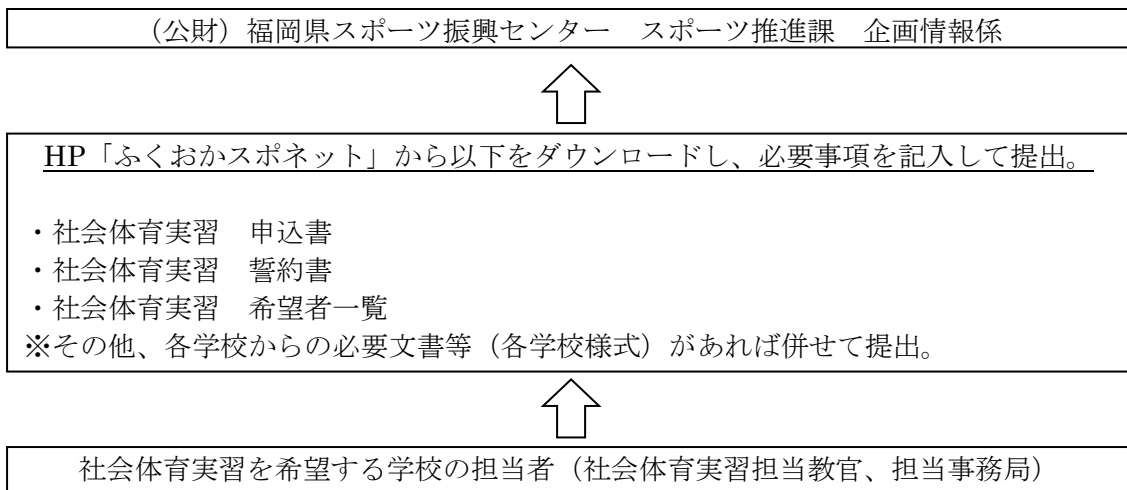 （公財）福岡県スポーツ振興センター　スポーツ推進課　企画情報係
HP「ふくおかスポネット」から以下をダウンロードし、必要事項を記入して提出。
・社会体育実習　申込書
・社会体育実習　誓約書
・社会体育実習　希望者一覧
※その他、各学校からの必要文書等（各学校様式）があれば併せて提出。
社会体育実習を希望する学校の担当者（社会体育実習担当教官、担当事務局）